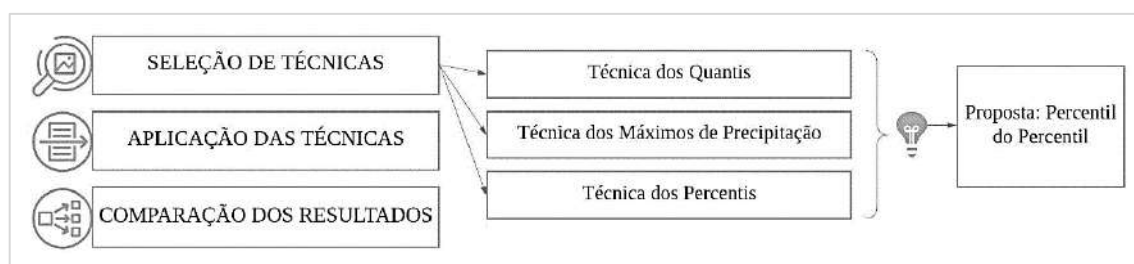 SELEÇÃO DE TÉCNICAS
APLICAÇÃO DAS TÉCNICAS
COMPARAÇÃO DOS RESULTADOS
Técnica dos Quantis
Técnica dos Máximos de Precipitação
Técnica dos Percentis
Proposta: Percentil
do Percentil